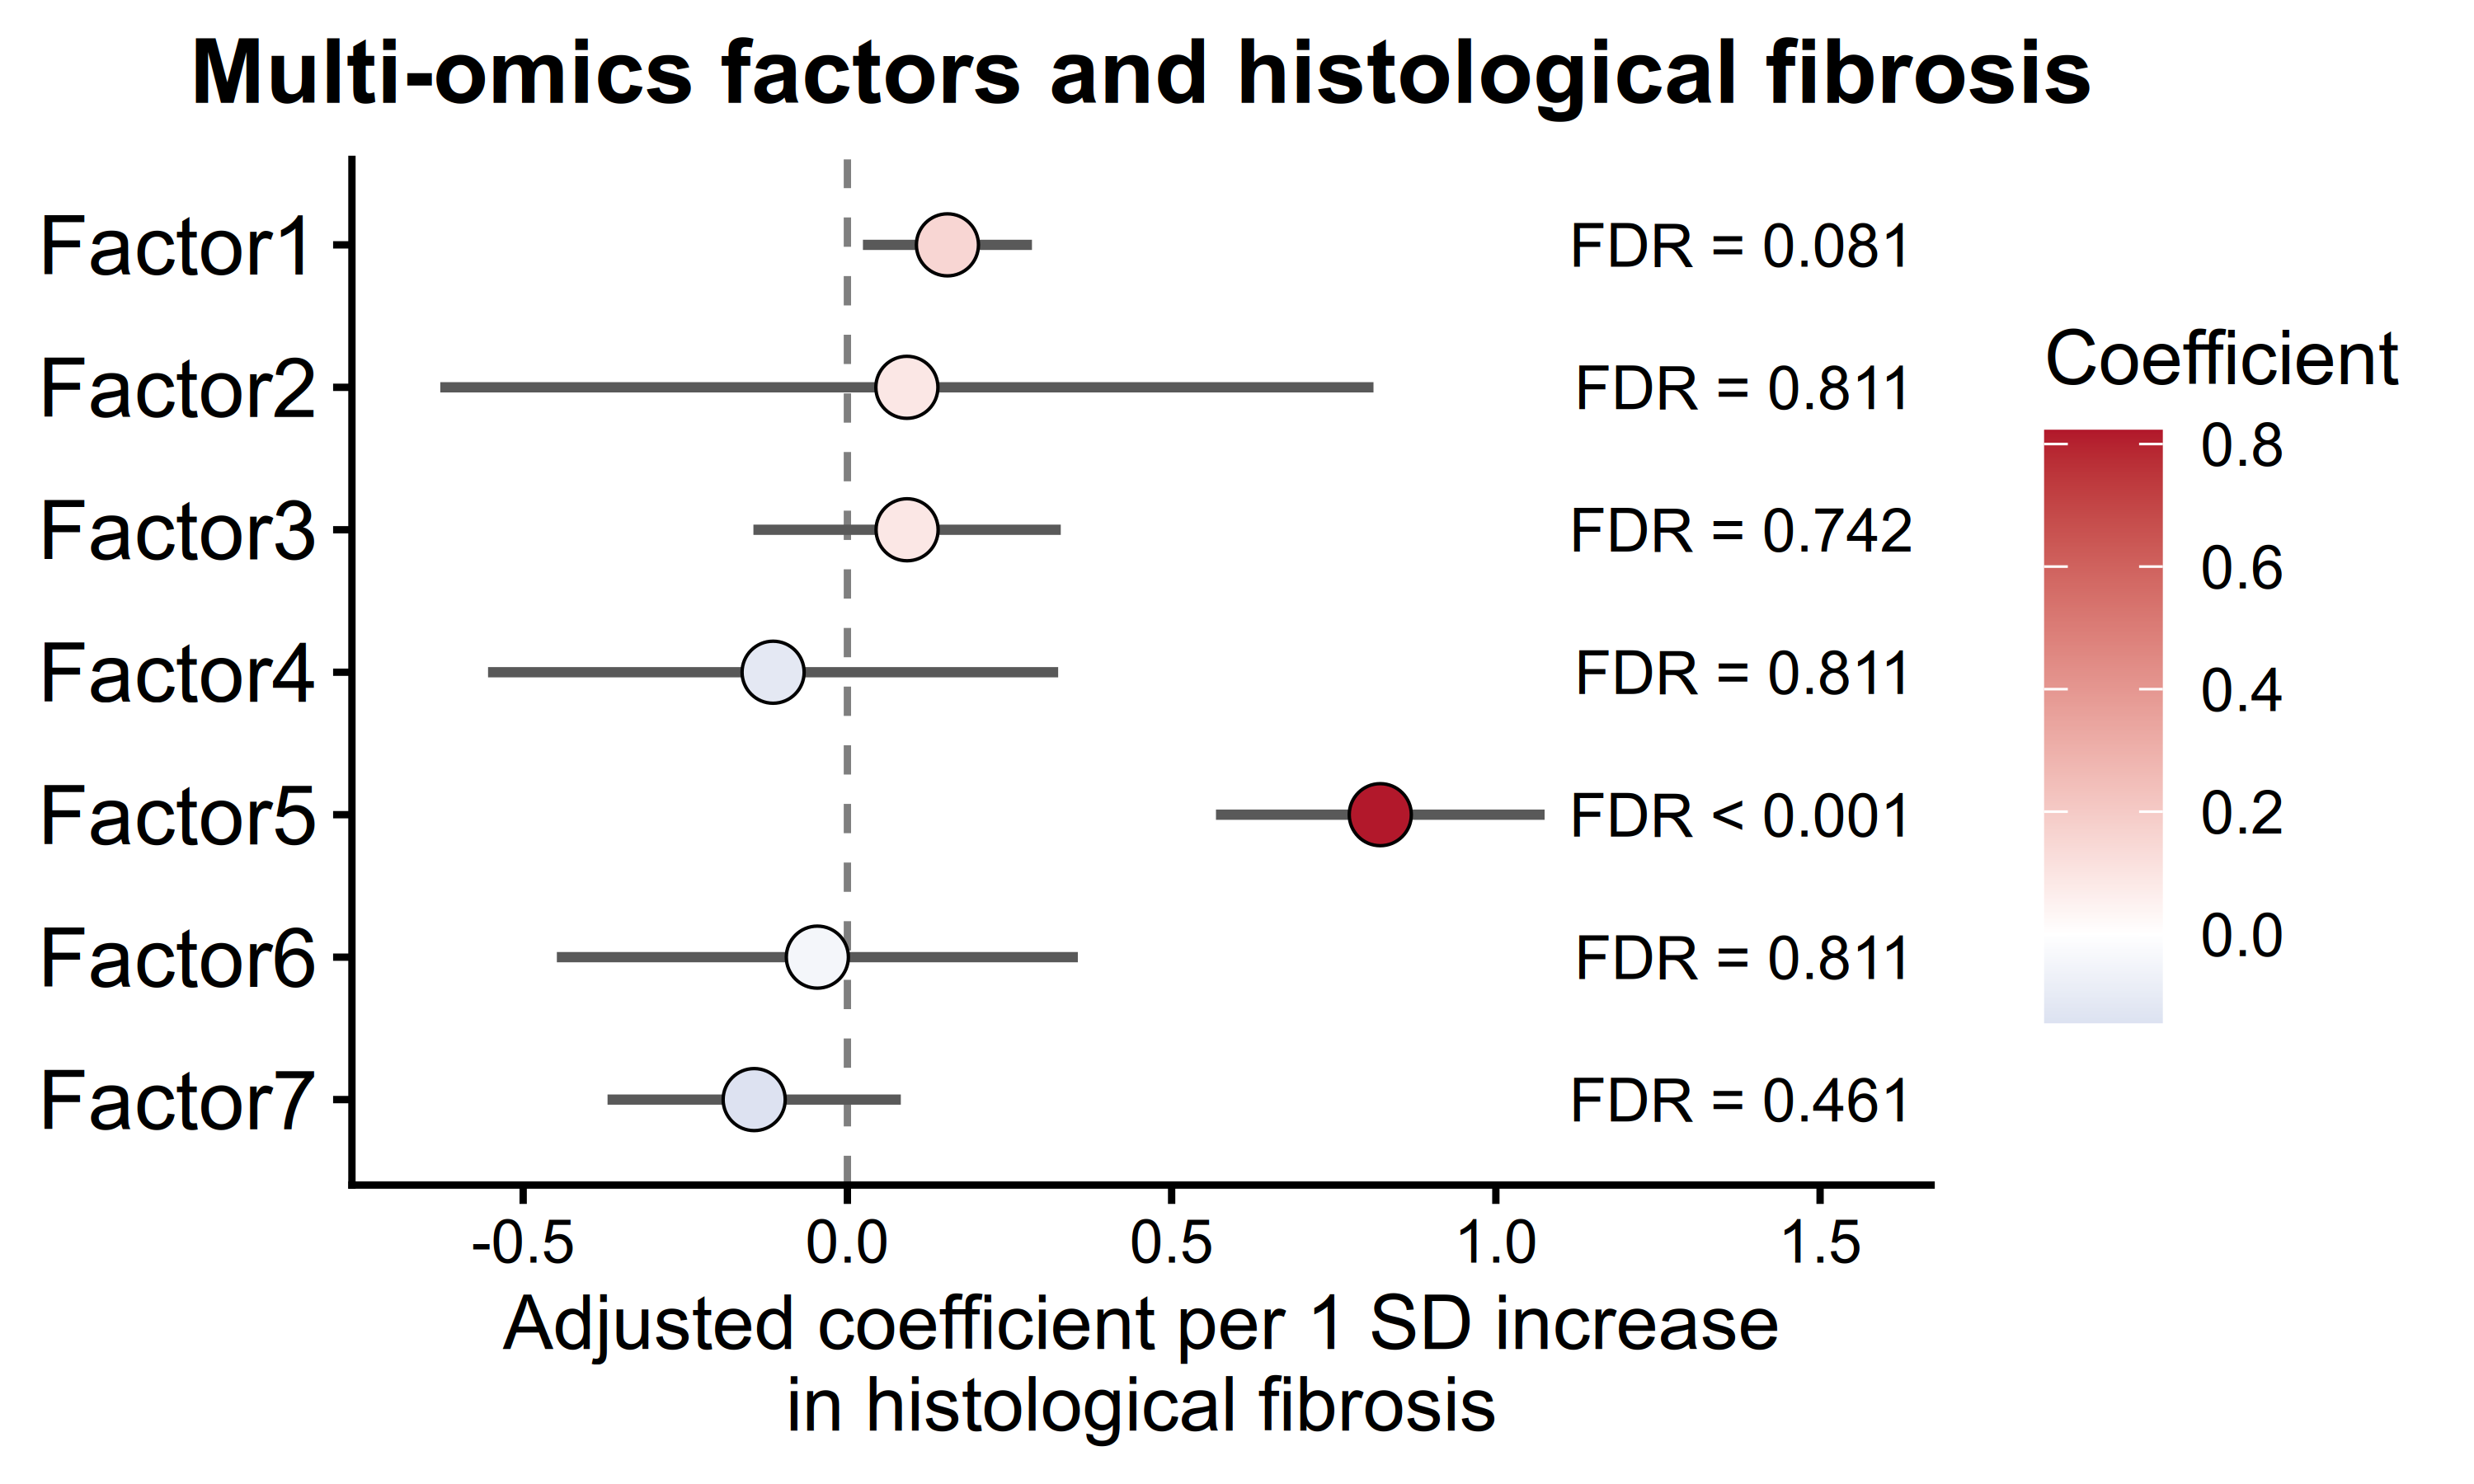 Multi-omics factors and histological fibrosis
Factor1
FDR = 0.081
Factor2
FDR = 0.811
Factor3
FDR = 0.742
Factor4
FDR = 0.811
Factor5
FDR < 0.001
Factor6
FDR = 0.811
Factor7
FDR = 0.461
-0.5 0.0 0.5 1.0 1.5
Adjusted coefficient per 1 SD increase
in histological fibrosis
Coefficient
0.8
0.6
0.4
0.2
0.0